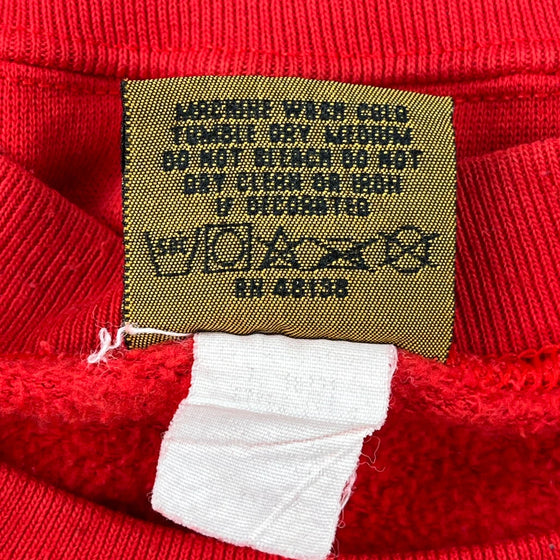 MACHINE WASH COLD
TUMBLE DRY MEDIUM
DO NOT BLEACH DO NOT
DRY CLEAN OR IRON
IF DECORATED
RN 48138